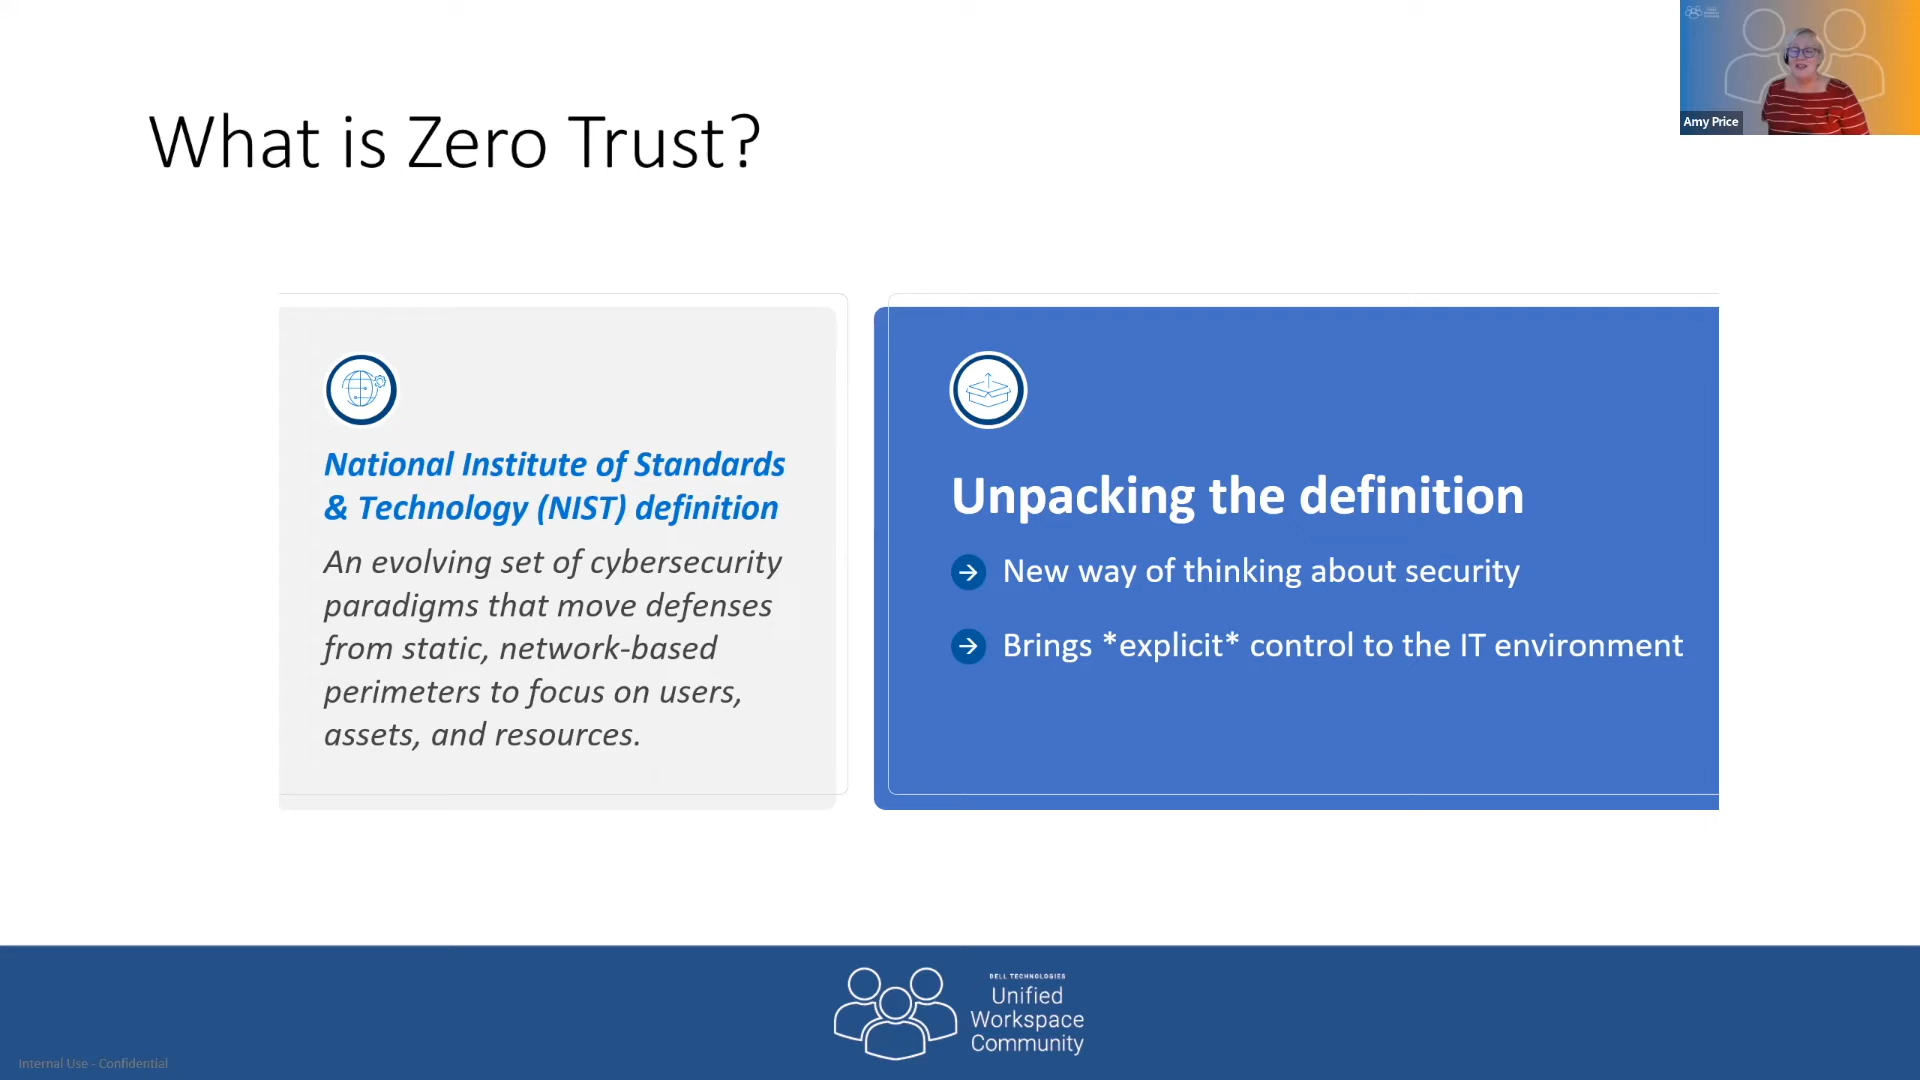 What is Zero Trust?
Amy Price
National Institute of Standards
& Technology (NIST) definition
An evolving set of cybersecurity
paradigms that move defenses
from static, network-based
perimeters to focus on users,
assets, and resources.
Unpacking the definition
New way of thinking about security
Brings *explicit* control to the IT environment
DELL TECHNOLOGIES
Unified
Workspace
Community
Internal Use - Confidential